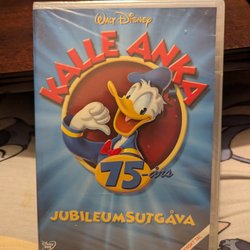 WALT DISNEY
KALLE ANKA
75-års
JUBILEUMSUTGÅVA